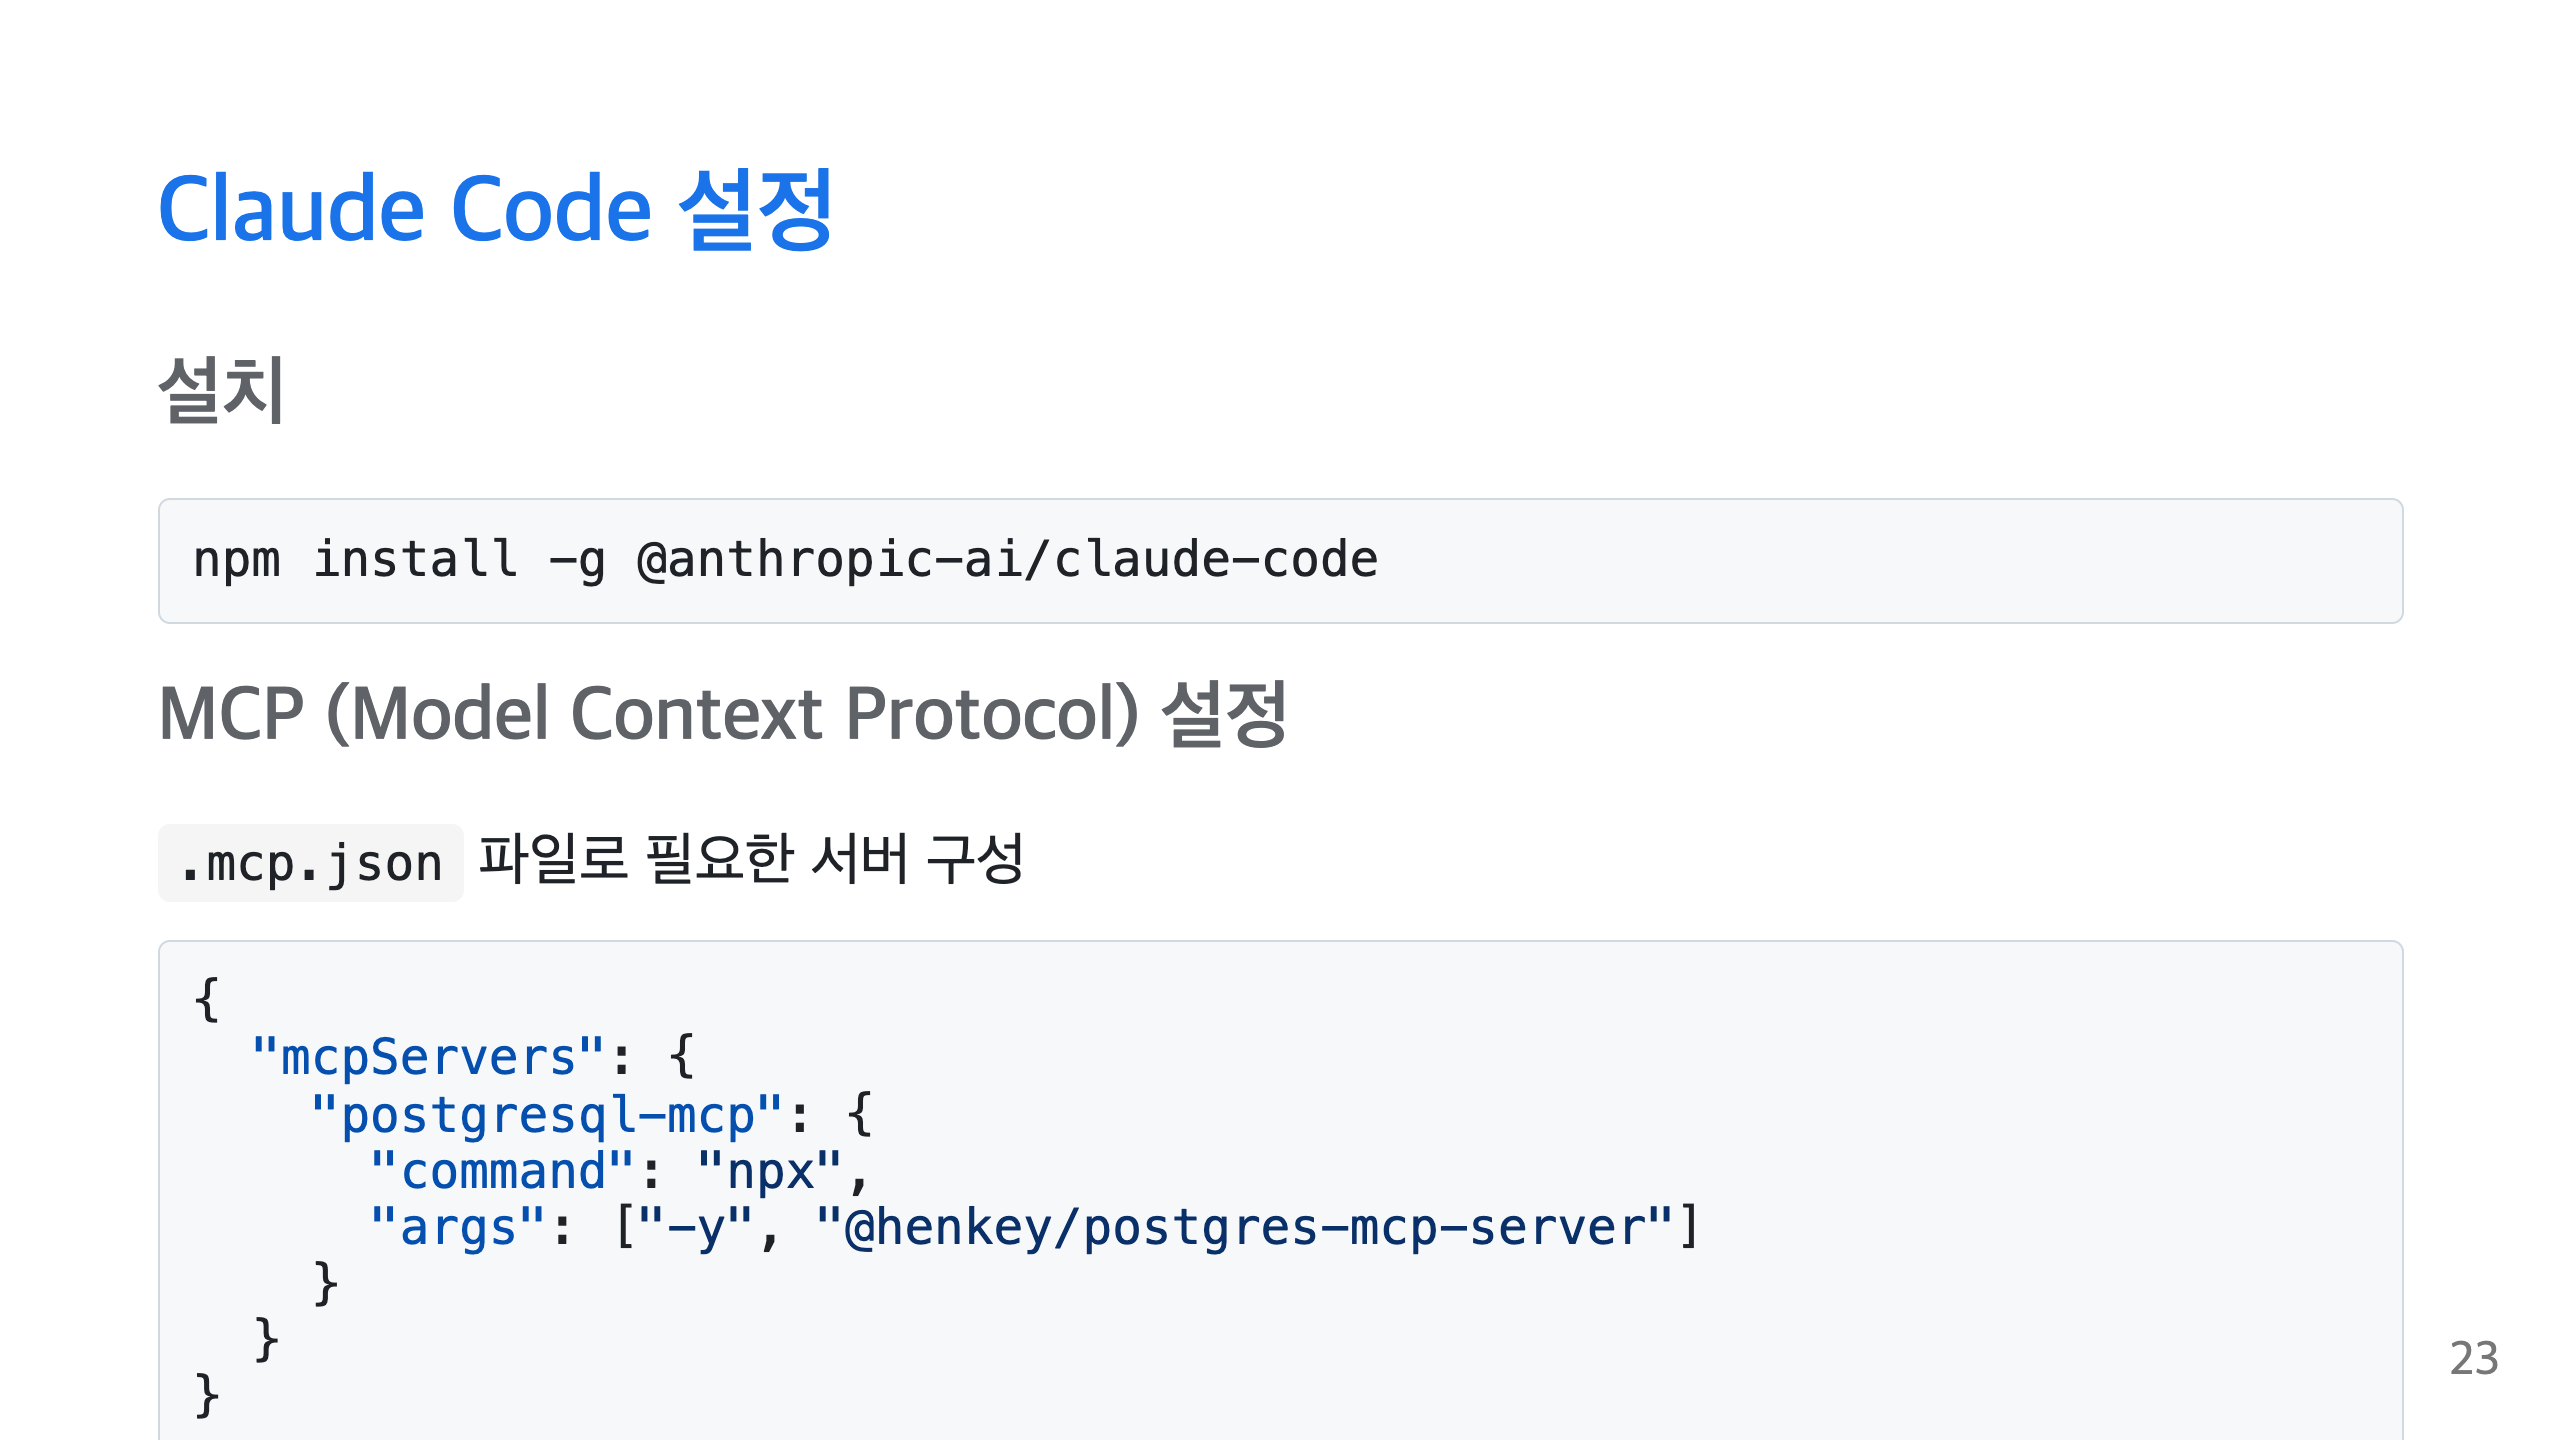 Claude Code 설정
설치
npm install -g @anthropic-ai/claude-code
MCP (Model Context Protocol) 설정
.mcp.json 파일로 필요한 서버 구성
{
  "mcpServers": {
    "postgresql-mcp": {
      "command": "npx",
      "args": ["-y", "@henkey/postgres-mcp-server"]
    }
  }
}
23